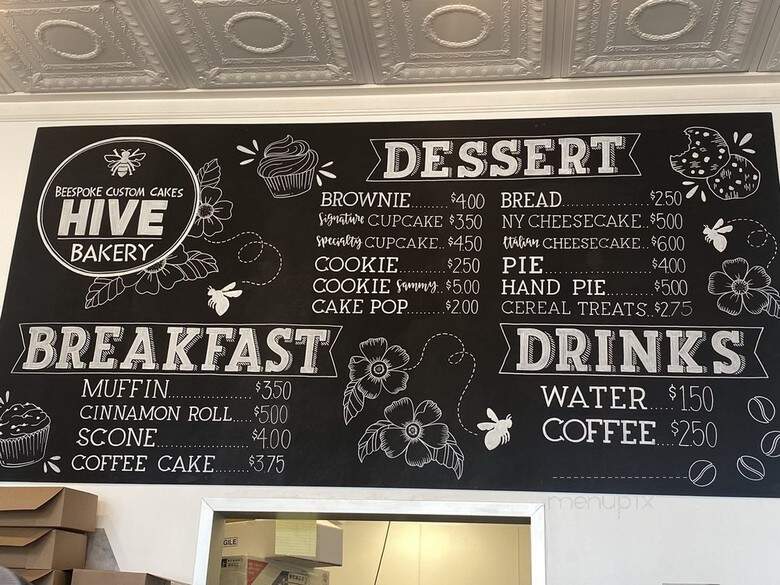 BEESPOKE CUSTOM CAKES
HIVE
BAKERY
DESSERT
BROWNIE......$4.00
Signature CUPCAKE $3.50
Specialty CUPCAKE..$4.50
COOKIE........$2.50
COOKIE Sammy.$5.00
CAKE POP......$2.00
BREAD............$2.50
NY CHEESECAKE..$5.00
Italian CHEESECAKE..$6.00
PIE..................$4.00
HAND PIE.......$5.00
CEREAL TREATS..$2.75
BREAKFAST
MUFFIN.............$3.50
CINNAMON ROLL....$5.00
SCONE..............$4.00
COFFEE CAKE.......$3.75
DRINKS
WATER...$1.50
COFFEE..$2.50
menupix
GILE